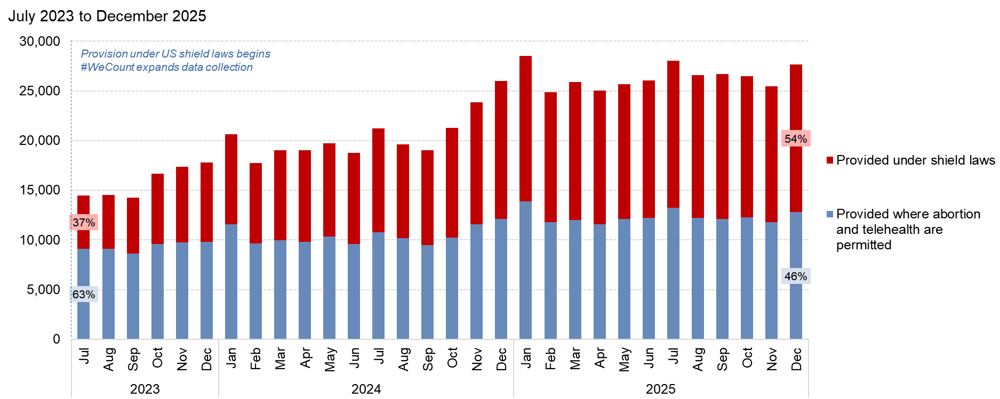 July 2023 to December 2025
30,000
25,000
20,000
15,000
10,000
5,000
0
Provision under US shield laws begins
#WeCount expands data collection
37%
63%
54%
46%
Provided under shield laws
Provided where abortion
and telehealth are
permitted
Jul Aug Sep Oct Nov Dec Jan Feb Mar Apr May Jun Jul Aug Sep Oct Nov Dec Jan Feb Mar Apr May Jun Jul Aug Sep Oct Nov Dec
2023 2024 2025